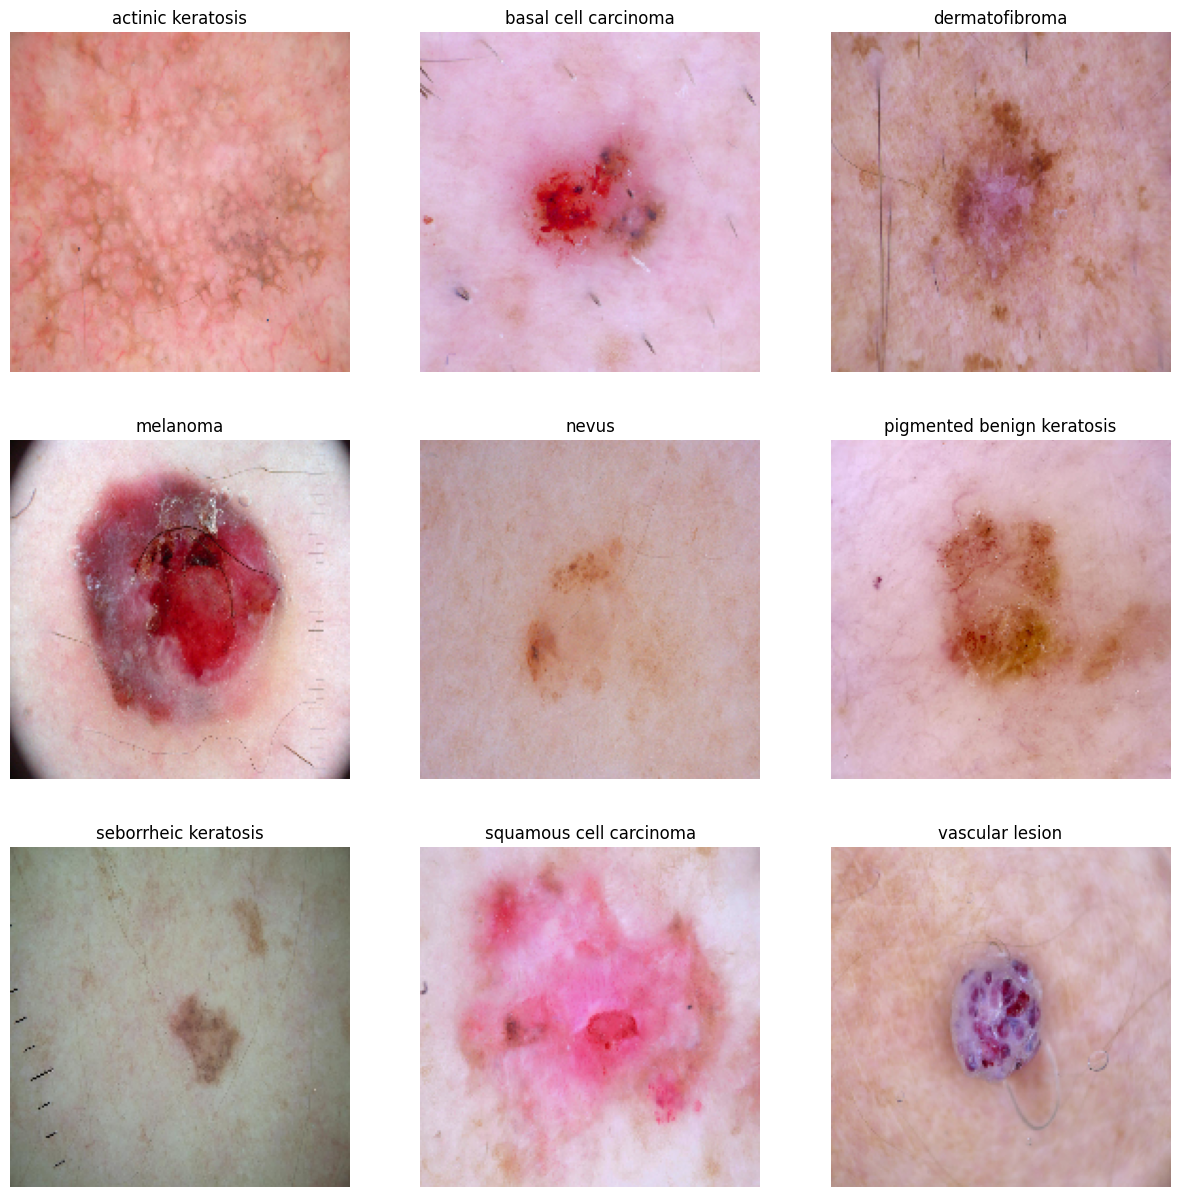 actinic keratosis
basal cell carcinoma
dermatofibroma
melanoma
nevus
pigmented benign keratosis
seborrheic keratosis
squamous cell carcinoma
vascular lesion